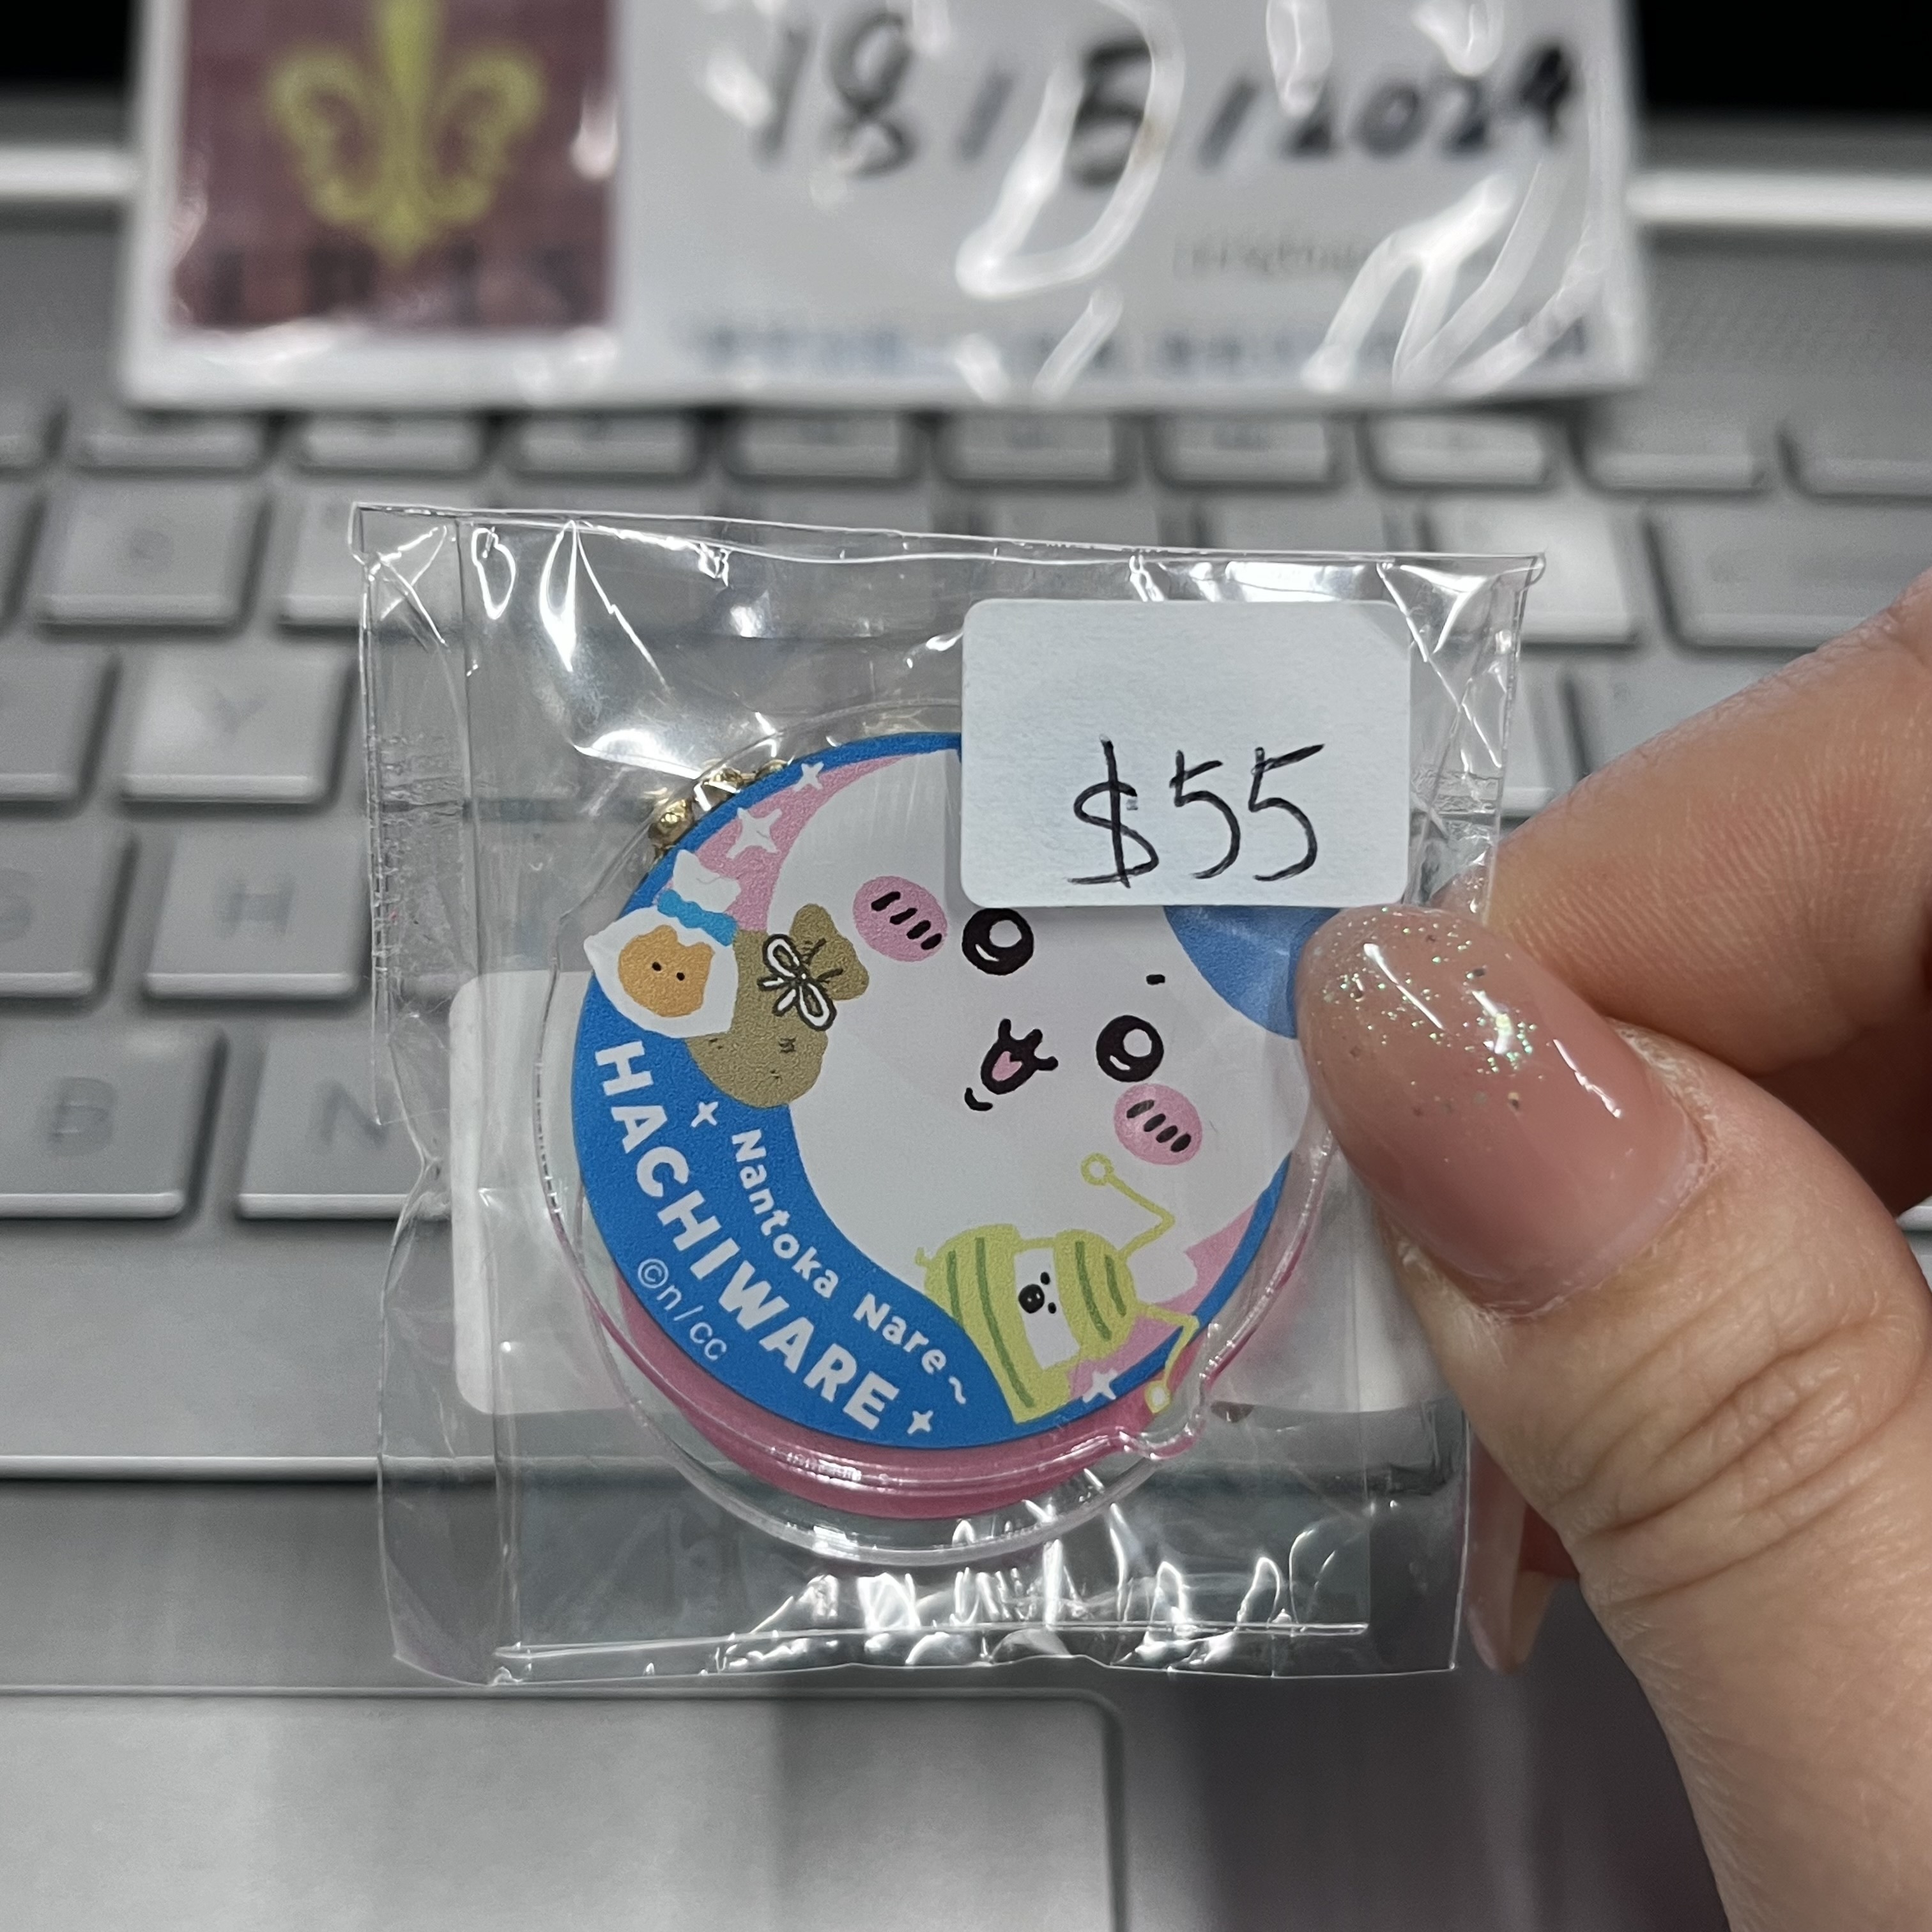 18/5/2024
$55
Nantoka Nare~
HACHIWARE
©n/cc
Y
H
B
N